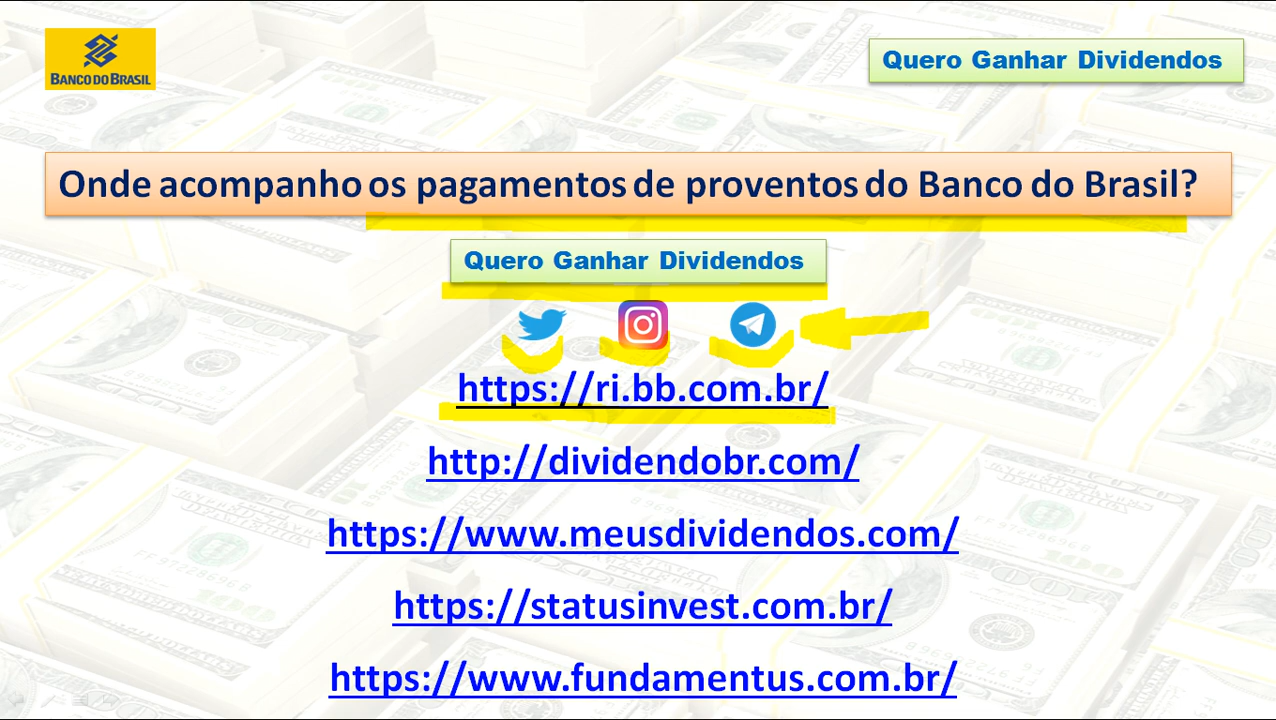 BANCO DO BRASIL
Quero Ganhar Dividendos
Onde acompanho os pagamentos de proventos do Banco do Brasil?
Quero Ganhar Dividendos
https://ri.bb.com.br/
http://dividendobr.com/
https://www.meusdividendos.com/
https://statusinvest.com.br/
https://www.fundamentus.com.br/